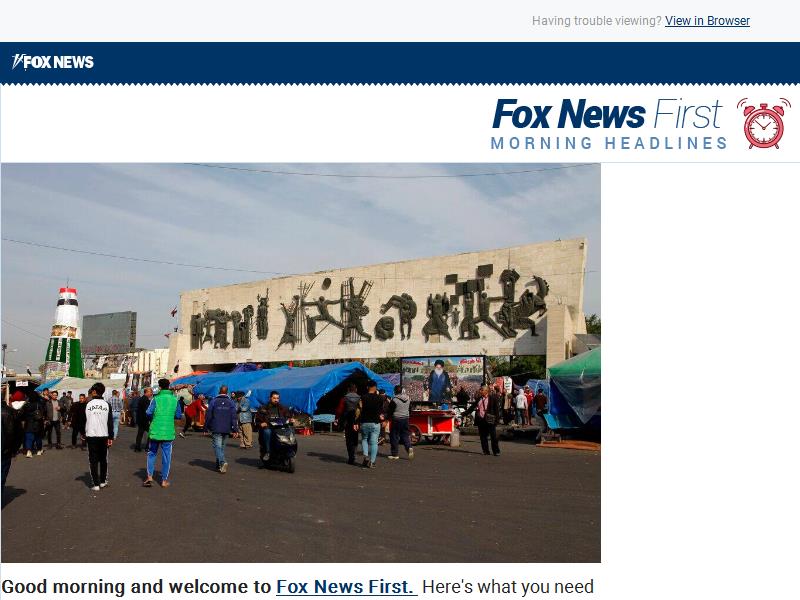 Having trouble viewing? View in Browser
FOX NEWS
Fox News First
MORNING HEADLINES
Good morning and welcome to Fox News First. Here's what you need